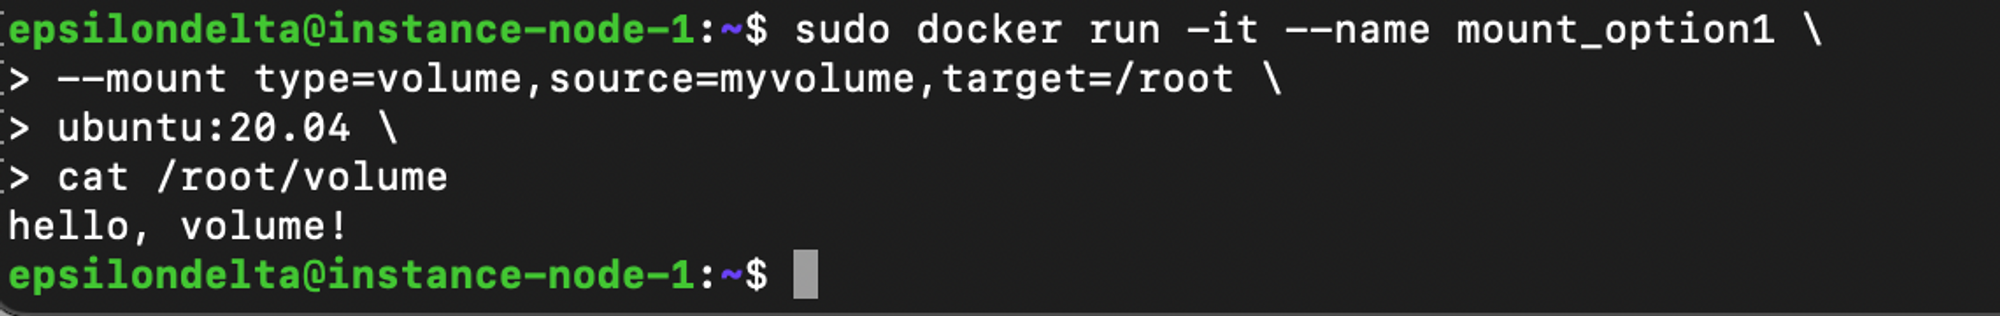 epsilondelta@instance-node-1:~$ sudo docker run -it --name mount_option1 \
> --mount type=volume,source=myvolume,target=/root \
> ubuntu:20.04 \
> cat /root/volume
hello, volume!
epsilondelta@instance-node-1:~$